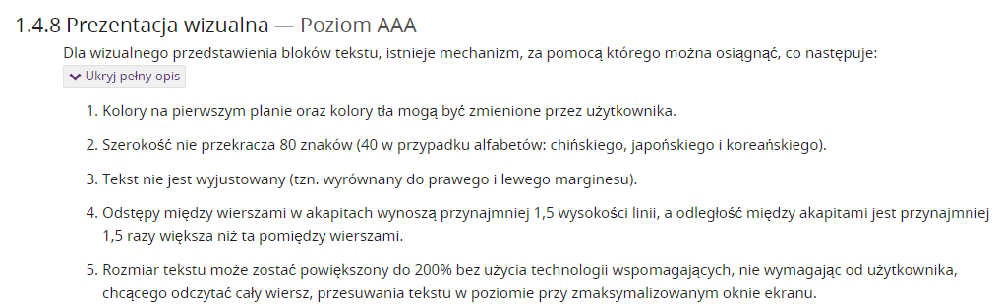 1.4.8 Prezentacja wizualna — Poziom AAA
Dla wizualnego przedstawienia bloków tekstu, istnieje mechanizm, za pomocą którego można osiągnąć, co następuje:
Ukryj pełny opis
1. Kolory na pierwszym planie oraz kolory tła mogą być zmienione przez użytkownika.
2. Szerokość nie przekracza 80 znaków (40 w przypadku alfabetów: chińskiego, japońskiego i koreańskiego).
3. Tekst nie jest wyjustowany (tzn. wyrównany do prawego i lewego marginesu).
4. Odstępy między wierszami w akapitach wynoszą przynajmniej 1,5 wysokości linii, a odległość między akapitami jest przynajmniej
1,5 razy większa niż ta pomiędzy wierszami.
5. Rozmiar tekstu może zostać powiększony do 200% bez użycia technologii wspomagających, nie wymagając od użytkownika,
chcącego odczytać cały wiersz, przesuwania tekstu w poziomie przy zmaksymalizowanym oknie ekranu.